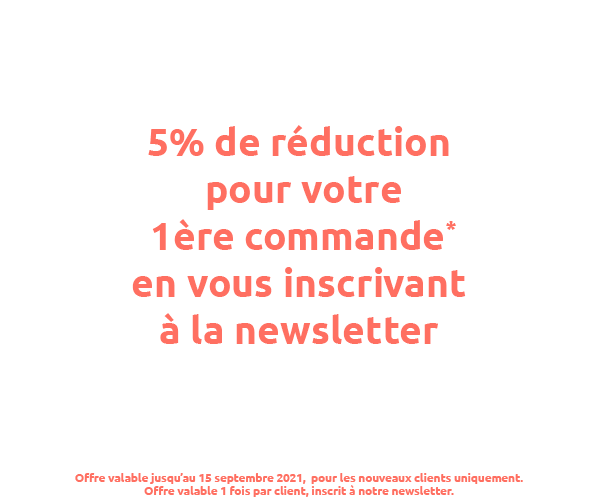 5% de réduction
pour votre
1ère commande*
en vous inscrivant
à la newsletter
Offre valable jusqu'au 15 septembre 2021, pour les nouveaux clients uniquement.
Offre valable 1 fois par client, inscrit à notre newsletter.